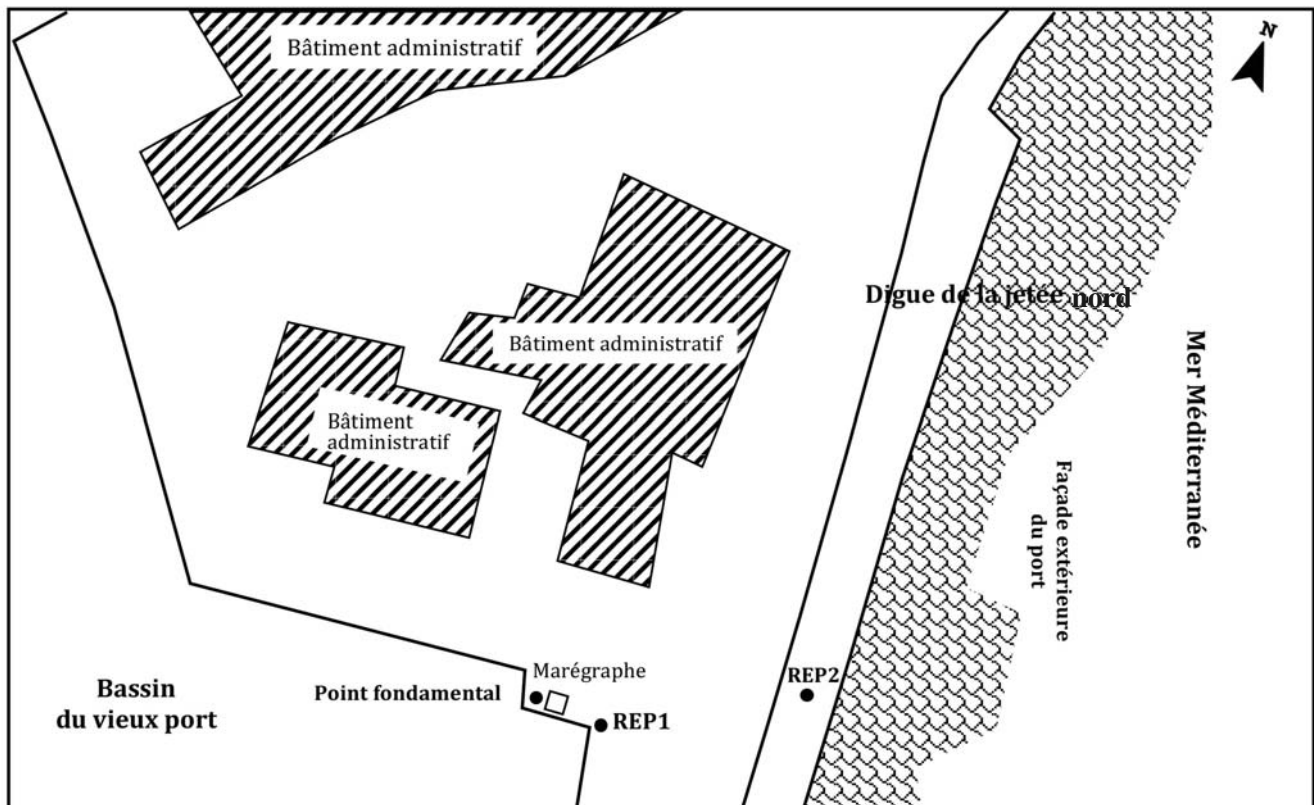 Bâtiment administratif
N
Digue de la jetée nord
Bâtiment administratif
Mer Méditerranée
Bâtiment
administratif
Façade extérieure
du port
Marégraphe
REP2
Bassin
du vieux port
Point fondamental
REP1